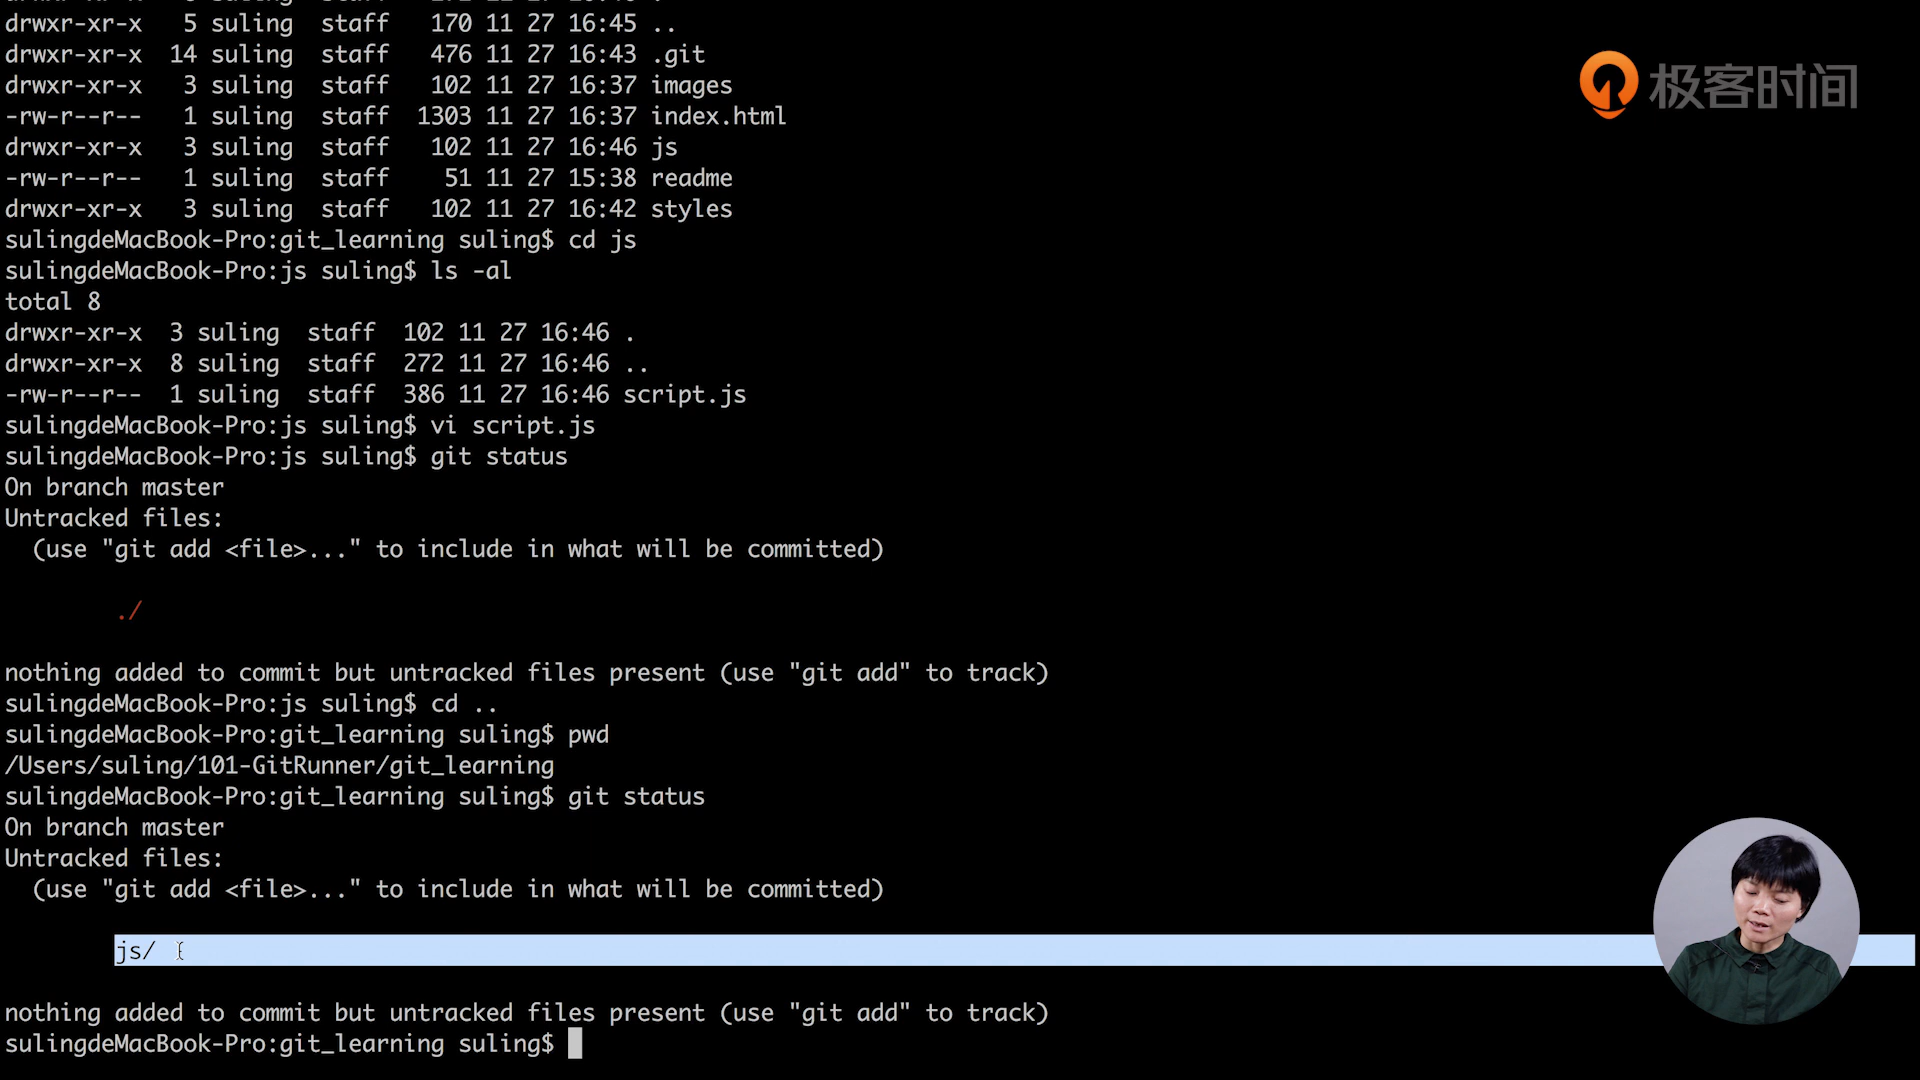 drwxr-xr-x   5 suling  staff   170 11 27 16:45 ..
drwxr-xr-x  14 suling  staff   476 11 27 16:43 .git
drwxr-xr-x   3 suling  staff   102 11 27 16:37 images
-rw-r--r--   1 suling  staff  1303 11 27 16:37 index.html
drwxr-xr-x   3 suling  staff   102 11 27 16:46 js
-rw-r--r--   1 suling  staff    51 11 27 15:38 readme
drwxr-xr-x   3 suling  staff   102 11 27 16:42 styles
sulingdeMacBook-Pro:git_learning suling$ cd js
sulingdeMacBook-Pro:js suling$ ls -al
total 8
drwxr-xr-x  3 suling  staff  102 11 27 16:46 .
drwxr-xr-x  8 suling  staff  272 11 27 16:46 ..
-rw-r--r--  1 suling  staff  386 11 27 16:46 script.js
sulingdeMacBook-Pro:js suling$ vi script.js
sulingdeMacBook-Pro:js suling$ git status
On branch master
Untracked files:
  (use "git add <file>..." to include in what will be committed)
        ./
nothing added to commit but untracked files present (use "git add" to track)
sulingdeMacBook-Pro:js suling$ cd ..
sulingdeMacBook-Pro:git_learning suling$ pwd
/Users/suling/101-GitRunner/git_learning
sulingdeMacBook-Pro:git_learning suling$ git status
On branch master
Untracked files:
  (use "git add <file>..." to include in what will be committed)
        js/
nothing added to commit but untracked files present (use "git add" to track)
sulingdeMacBook-Pro:git_learning suling$
极客时间